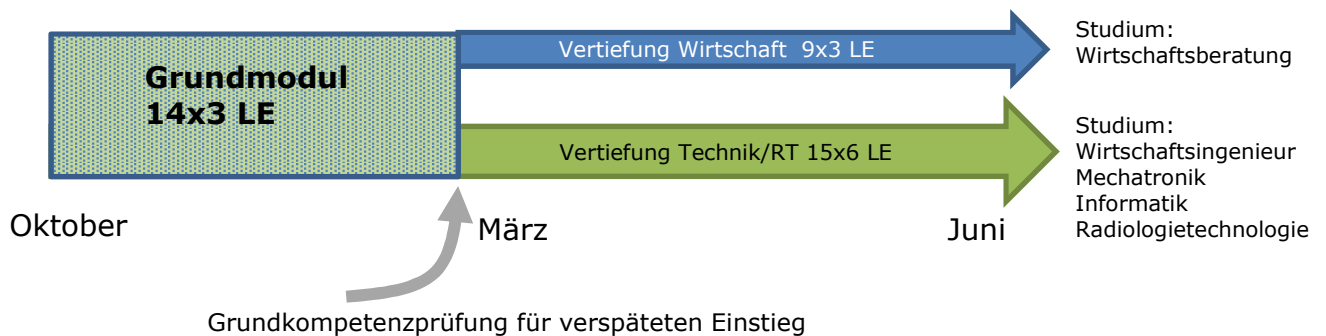 Grundmodul
14x3 LE
Vertiefung Wirtschaft 9x3 LE
Studium:
Wirtschaftsberatung
Vertiefung Technik/RT 15x6 LE
Studium:
Wirtschaftsingenieur
Mechatronik
Informatik
Radiologietechnologie
Oktober
März
Juni
Grundkompetenzprüfung für verspäteten Einstieg